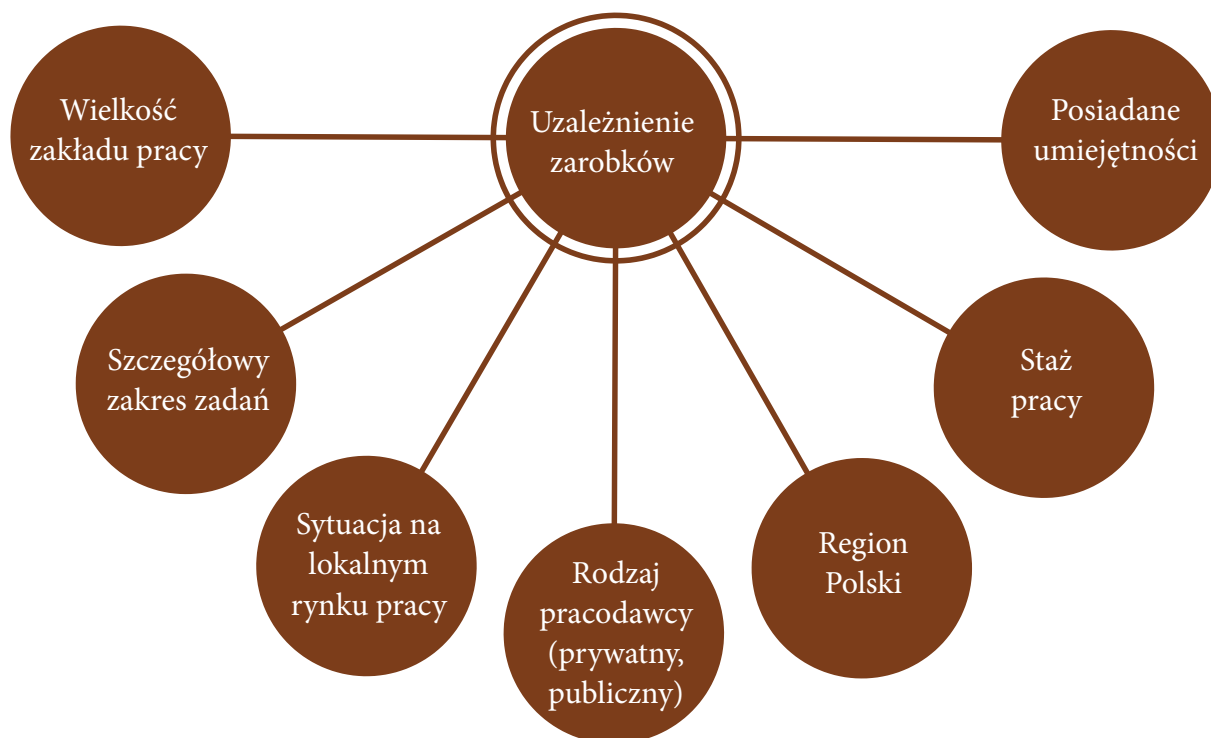 Uzależnienie
zarobków
Wielkość
zakładu pracy
Szczegółowy
zakres zadań
Sytuacja na
lokalnym
rynku pracy
Rodzaj
pracodawcy
(prywatny,
publiczny)
Region
Polski
Staż
pracy
Posiadane
umiejętności